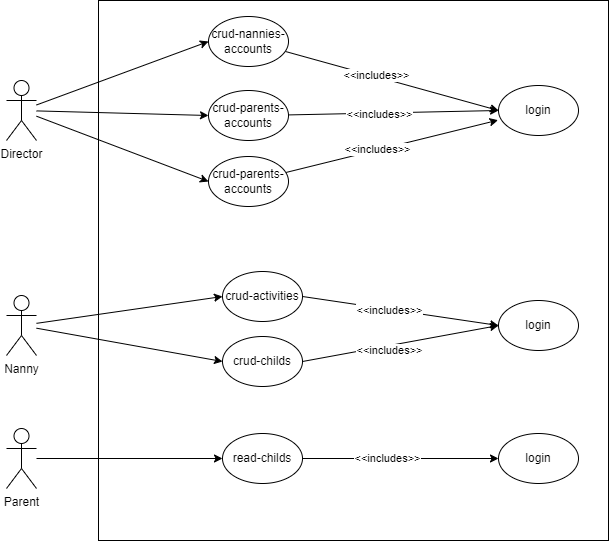 crud-nannies-
accounts
<<includes>>
crud-parents-
accounts
<<includes>>
login
Director
<<includes>>
crud-parents-
accounts
crud-activities
<<includes>>
login
Nanny
<<includes>>
crud-childs
read-childs
<<includes>>
login
Parent